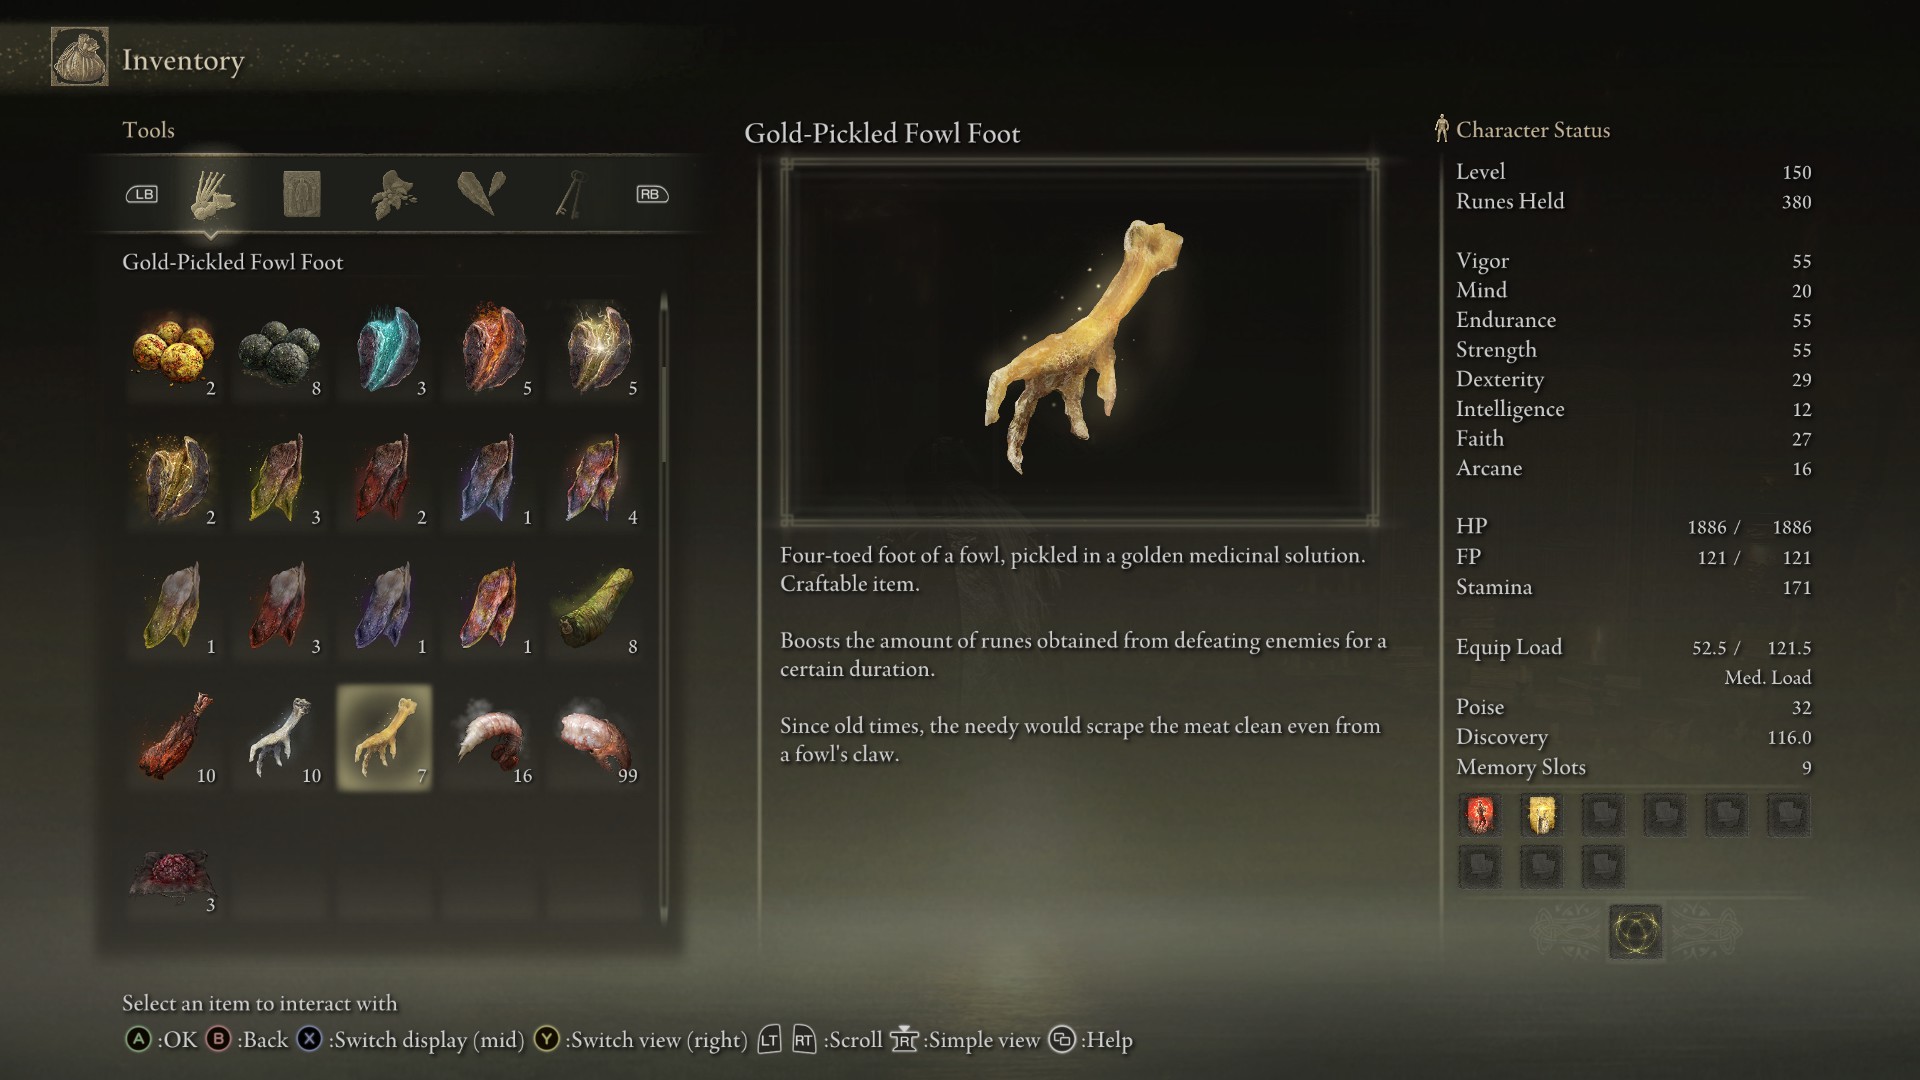 Inventory
Tools
LB
RB
Gold-Pickled Fowl Foot
2 8 3 5 5
2 3 2 1 4
1 3 1 1 8
10 10 7 16 99
3
Gold-Pickled Fowl Foot
Four-toed foot of a fowl, pickled in a golden medicinal solution.
Craftable item.
Boosts the amount of runes obtained from defeating enemies for a
certain duration.
Since old times, the needy would scrape the meat clean even from
a fowl's claw.
Character Status
Level 150
Runes Held 380
Vigor 55
Mind 20
Endurance 55
Strength 55
Dexterity 29
Intelligence 12
Faith 27
Arcane 16
HP 1886 / 1886
FP 121 / 121
Stamina 171
Equip Load 52.5 / 121.5
Med. Load
Poise 32
Discovery 116.0
Memory Slots 9
Select an item to interact with
A :OK B :Back X :Switch display (mid) Y :Switch view (right) LT RT :Scroll R :Simple view :Help